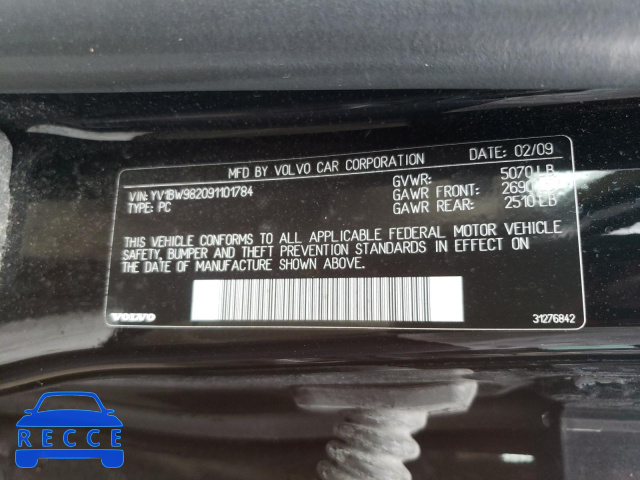 MFD BY VOLVO CAR CORPORATION DATE: 02/09
VIN: YV1BW982091101784 GVWR: 5070 LB
TYPE: PC GAWR FRONT: 2690 LB
GAWR REAR: 2510 LB
THIS VEHICLE CONFORMS TO ALL APPLICABLE FEDERAL MOTOR VEHICLE
SAFETY, BUMPER AND THEFT PREVENTION STANDARDS IN EFFECT ON
THE DATE OF MANUFACTURE SHOWN ABOVE.
VOLVO 31276842
RECCE